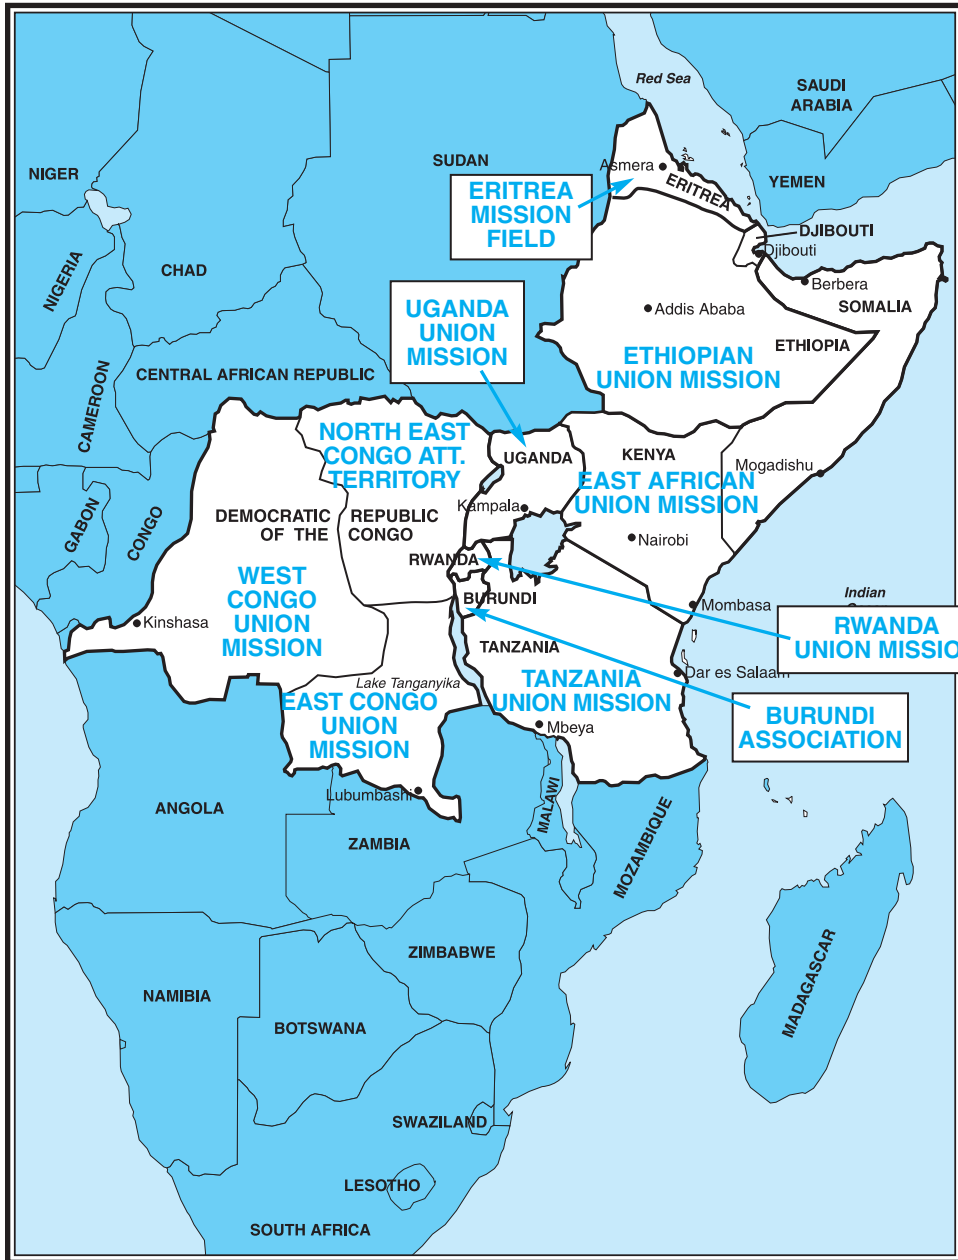 Red Sea
SAUDI
ARABIA
SUDAN
NIGER
Asmera
ERITREA
YEMEN
ERITREA
MISSION
FIELD
DJIBOUTI
Djibouti
NIGERIA
CHAD
Berbera
SOMALIA
UGANDA
UNION
MISSION
Addis Ababa
ETHIOPIA
ETHIOPIAN
UNION MISSION
CENTRAL AFRICAN REPUBLIC
CAMEROON
NORTH EAST
CONGO ATT.
TERRITORY
UGANDA
KENYA
Mogadishu
EAST AFRICAN
UNION MISSION
GABON
CONGO
DEMOCRATIC REPUBLIC
OF THE CONGO
Kampala
Nairobi
RWANDA
WEST
CONGO
UNION
MISSION
BURUNDI
Indian
Mombasa
Kinshasa
RWANDA
UNION MISSIO
TANZANIA
Lake Tanganyika
Dar es Salaam
TANZANIA
UNION MISSION
EAST CONGO
UNION
MISSION
Mbeya
BURUNDI
ASSOCIATION
Lubumbashi
ANGOLA
MALAWI
ZAMBIA
MOZAMBIQUE
ZIMBABWE
MADAGASCAR
NAMIBIA
BOTSWANA
SWAZILAND
LESOTHO
SOUTH AFRICA